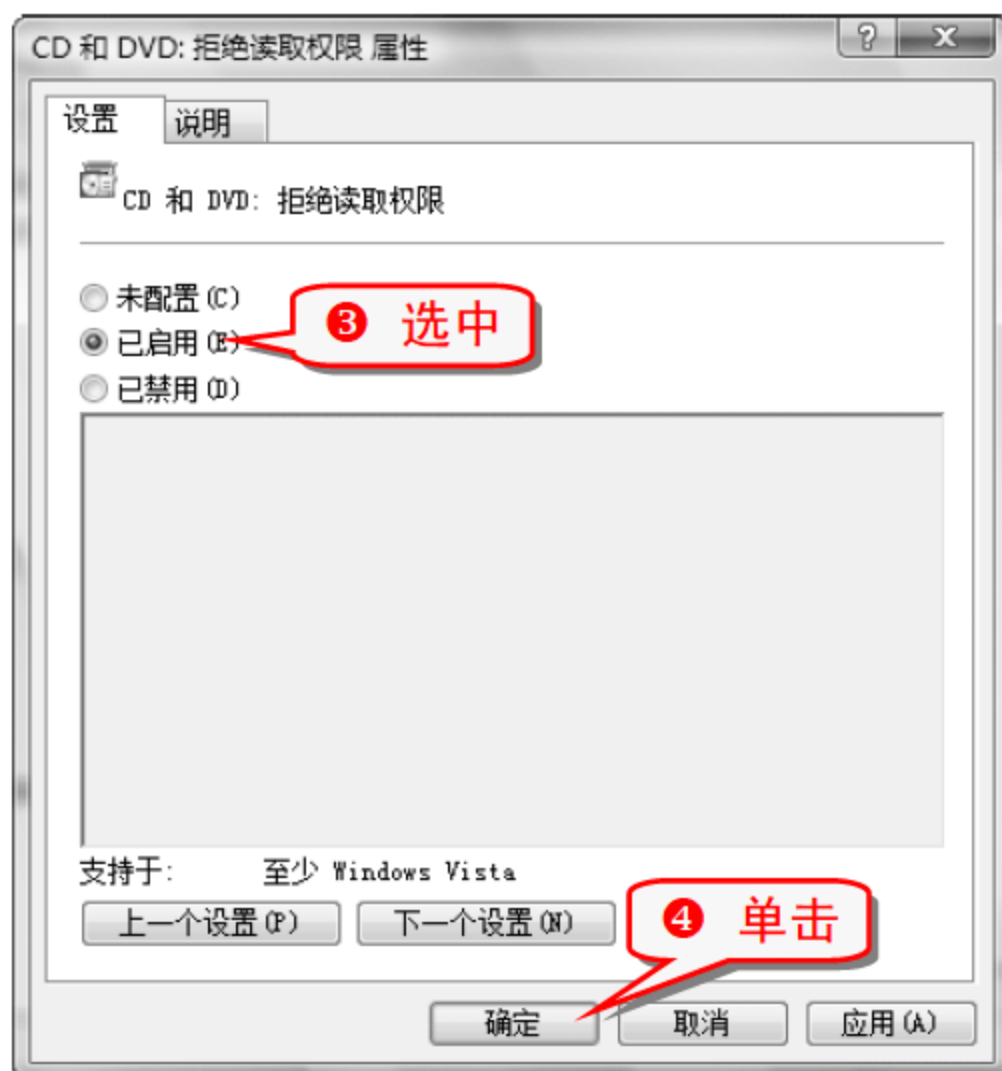 CD 和 DVD: 拒绝读取权限 属性
?
x
设置
说明
CD 和 DVD: 拒绝读取权限
未配置(C)
已启用(E)
❸ 选中
已禁用(D)
支持于: 至少 Windows Vista
上一个设置(P)
下一个设置(N)
❹ 单击
确定
取消
应用(A)